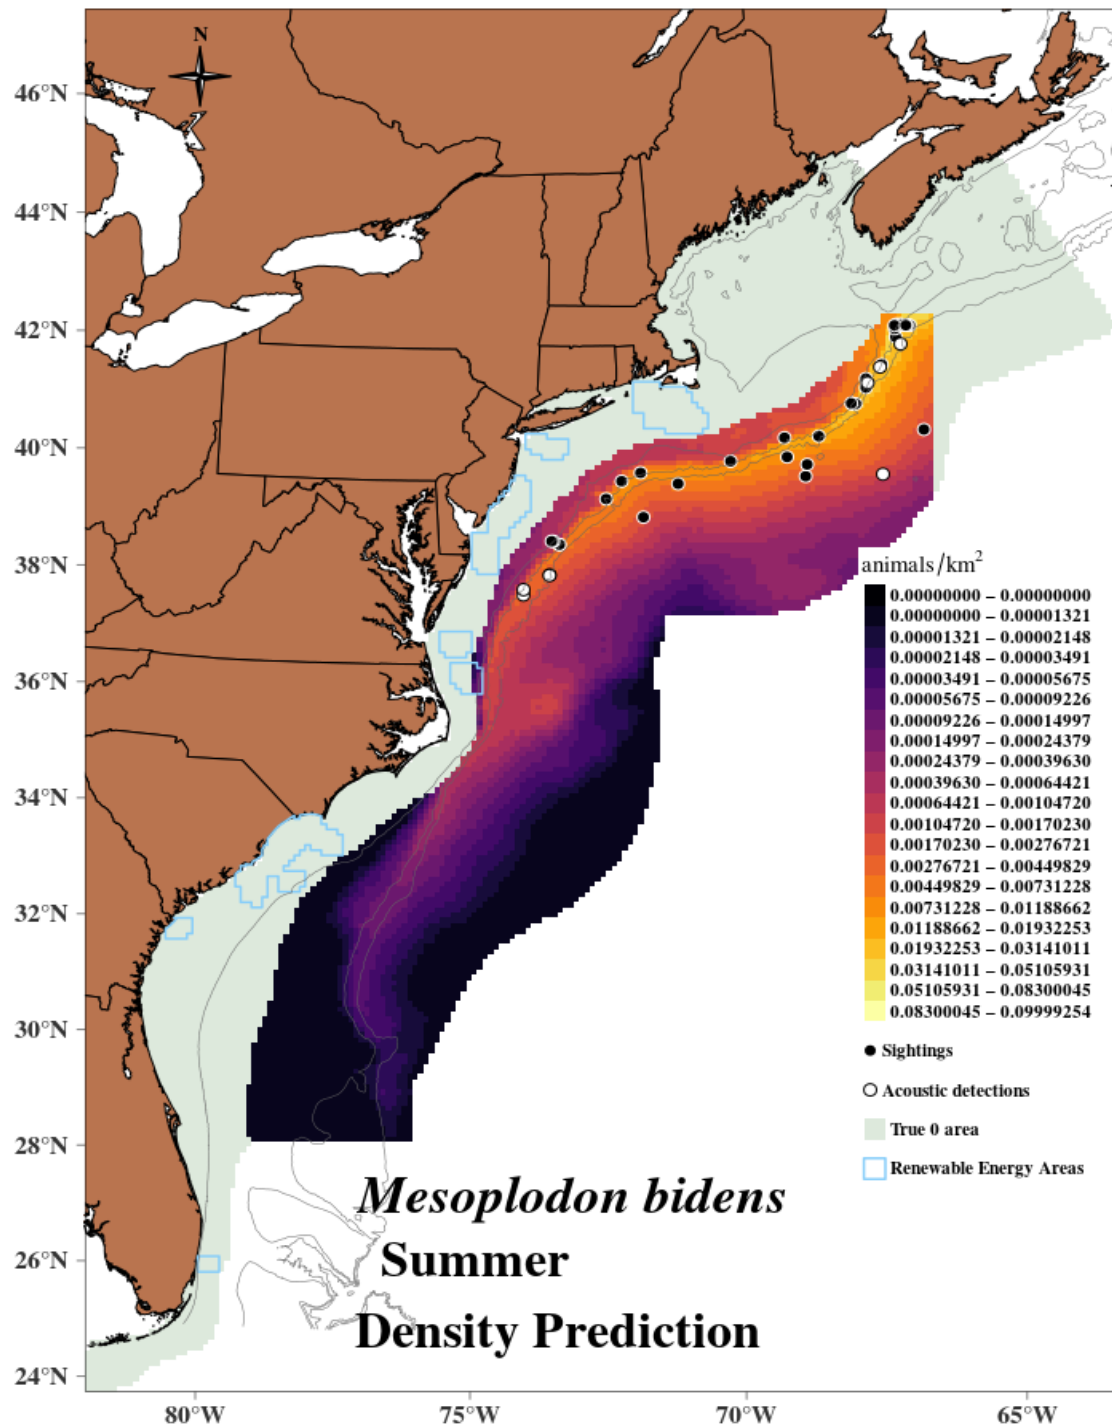 N
46°N
44°N
42°N
40°N
38°N
36°N
34°N
32°N
30°N
28°N
26°N
24°N
80°W
75°W
70°W
65°W
animals/km²
0.00000000 – 0.00000000
0.00000000 – 0.00001321
0.00001321 – 0.00002148
0.00002148 – 0.00003491
0.00003491 – 0.00005675
0.00005675 – 0.00009226
0.00009226 – 0.00014997
0.00014997 – 0.00024379
0.00024379 – 0.00039630
0.00039630 – 0.00064421
0.00064421 – 0.00104720
0.00104720 – 0.00170230
0.00170230 – 0.00276721
0.00276721 – 0.00449829
0.00449829 – 0.00731228
0.00731228 – 0.01188662
0.01188662 – 0.01932253
0.01932253 – 0.03141011
0.03141011 – 0.05105931
0.05105931 – 0.08300045
0.08300045 – 0.09999254
Sightings
Acoustic detections
True 0 area
Renewable Energy Areas
Mesoplodon bidens
Summer
Density Prediction